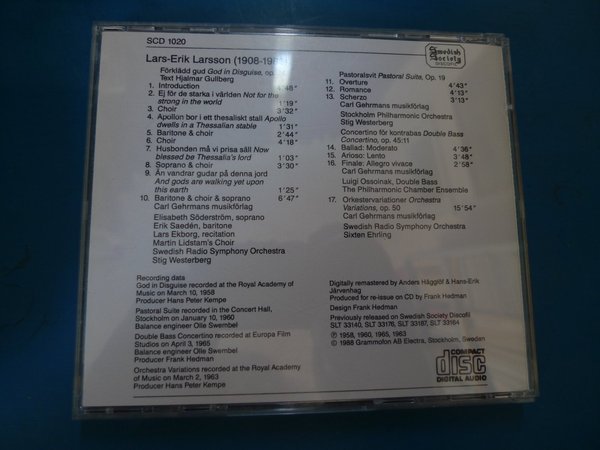 SCD 1020
Swedish
Society
DISCOFIL
Lars-Erik Larsson (1908-1986)
Förklädd gud God in Disguise, op.
Text Hjalmar Gullberg
1. Introduction 4'48"
2. Ej för de starka i världen Not for the
strong in the world 1'19"
3. Choir 3'32"
4. Apollon bor i ett thesaliskt stall Apollo
dwells in a Thessalian stable 1'31"
5. Baritone & choir 2'44"
6. Choir 4'18"
7. Husbonden må vi prisa säll Now
blessed be Thessalia's lord 1'03"
8. Soprano & choir 3'30"
9. Än vandrar gudar på denna jord
And gods are walking yet upon
this earth 1'25"
10. Baritone & choir & soprano 6'47"
Carl Gehrmans musikförlag
Elisabeth Söderström, soprano
Erik Saedén, baritone
Lars Ekborg, recitation
Martin Lidstam's Choir
Swedish Radio Symphony Orchestra
Stig Westerberg
Pastoralsvit Pastoral Suite, Op. 19
11. Overture 4'43"
12. Romance 4'13"
13. Scherzo 3'13"
Carl Gehrmans musikförlag
Stockholm Philharmonic Orchestra
Stig Westerberg
Concertino för kontrabas Double Bass
Concertino, op. 45:11
14. Ballad: Moderato 4'36"
15. Arioso: Lento 3'48"
16. Finale: Allegro vivace 2'58"
Carl Gehrmans musikförlag
Luigi Ossoinak, Double Bass
The Philharmonic Chamber Ensemble
17. Orkestervariationer Orchestra
Variations, op. 50 15'54"
Carl Gehrmans musikförlag
Swedish Radio Symphony Orchestra
Sixten Ehrling
Recording data
God in Disguise recorded at the Royal Academy of
Music on March 10, 1958
Producer Hans Peter Kempe
Pastoral Suite recorded in the Concert Hall,
Stockholm on January 10, 1960
Balance engineer Olle Swembel
Double Bass Concertino recorded at Europa Film
Studios on April 3, 1965
Balance engineer Olle Swembel
Producer Frank Hedman
Orchestra Variations recorded at the Royal Academy
of Music on March 2, 1963
Producer Hans Peter Kempe
Digitally remastered by Anders Hägglöf & Hans-Erik
Järvenhag
Produced for re-issue on CD by Frank Hedman
Design Frank Hedman
Previously released on Swedish Society Discofil
SLT 33140, SLT 33176, SLT 33187, SLT 33164
℗ 1958, 1960, 1965, 1963
© 1988 Grammofon AB Electra, Stockholm, Sweden
COMPACT
disc
DIGITAL AUDIO